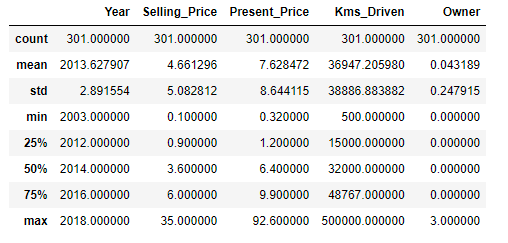 Year Selling_Price Present_Price Kms_Driven Owner
count 301.000000 301.000000 301.000000 301.000000 301.000000
mean 2013.627907 4.661296 7.628472 36947.205980 0.043189
std 2.891554 5.082812 8.644115 38886.883882 0.247915
min 2003.000000 0.100000 0.320000 500.000000 0.000000
25% 2012.000000 0.900000 1.200000 15000.000000 0.000000
50% 2014.000000 3.600000 6.400000 32000.000000 0.000000
75% 2016.000000 6.000000 9.900000 48767.000000 0.000000
max 2018.000000 35.000000 92.600000 500000.000000 3.000000